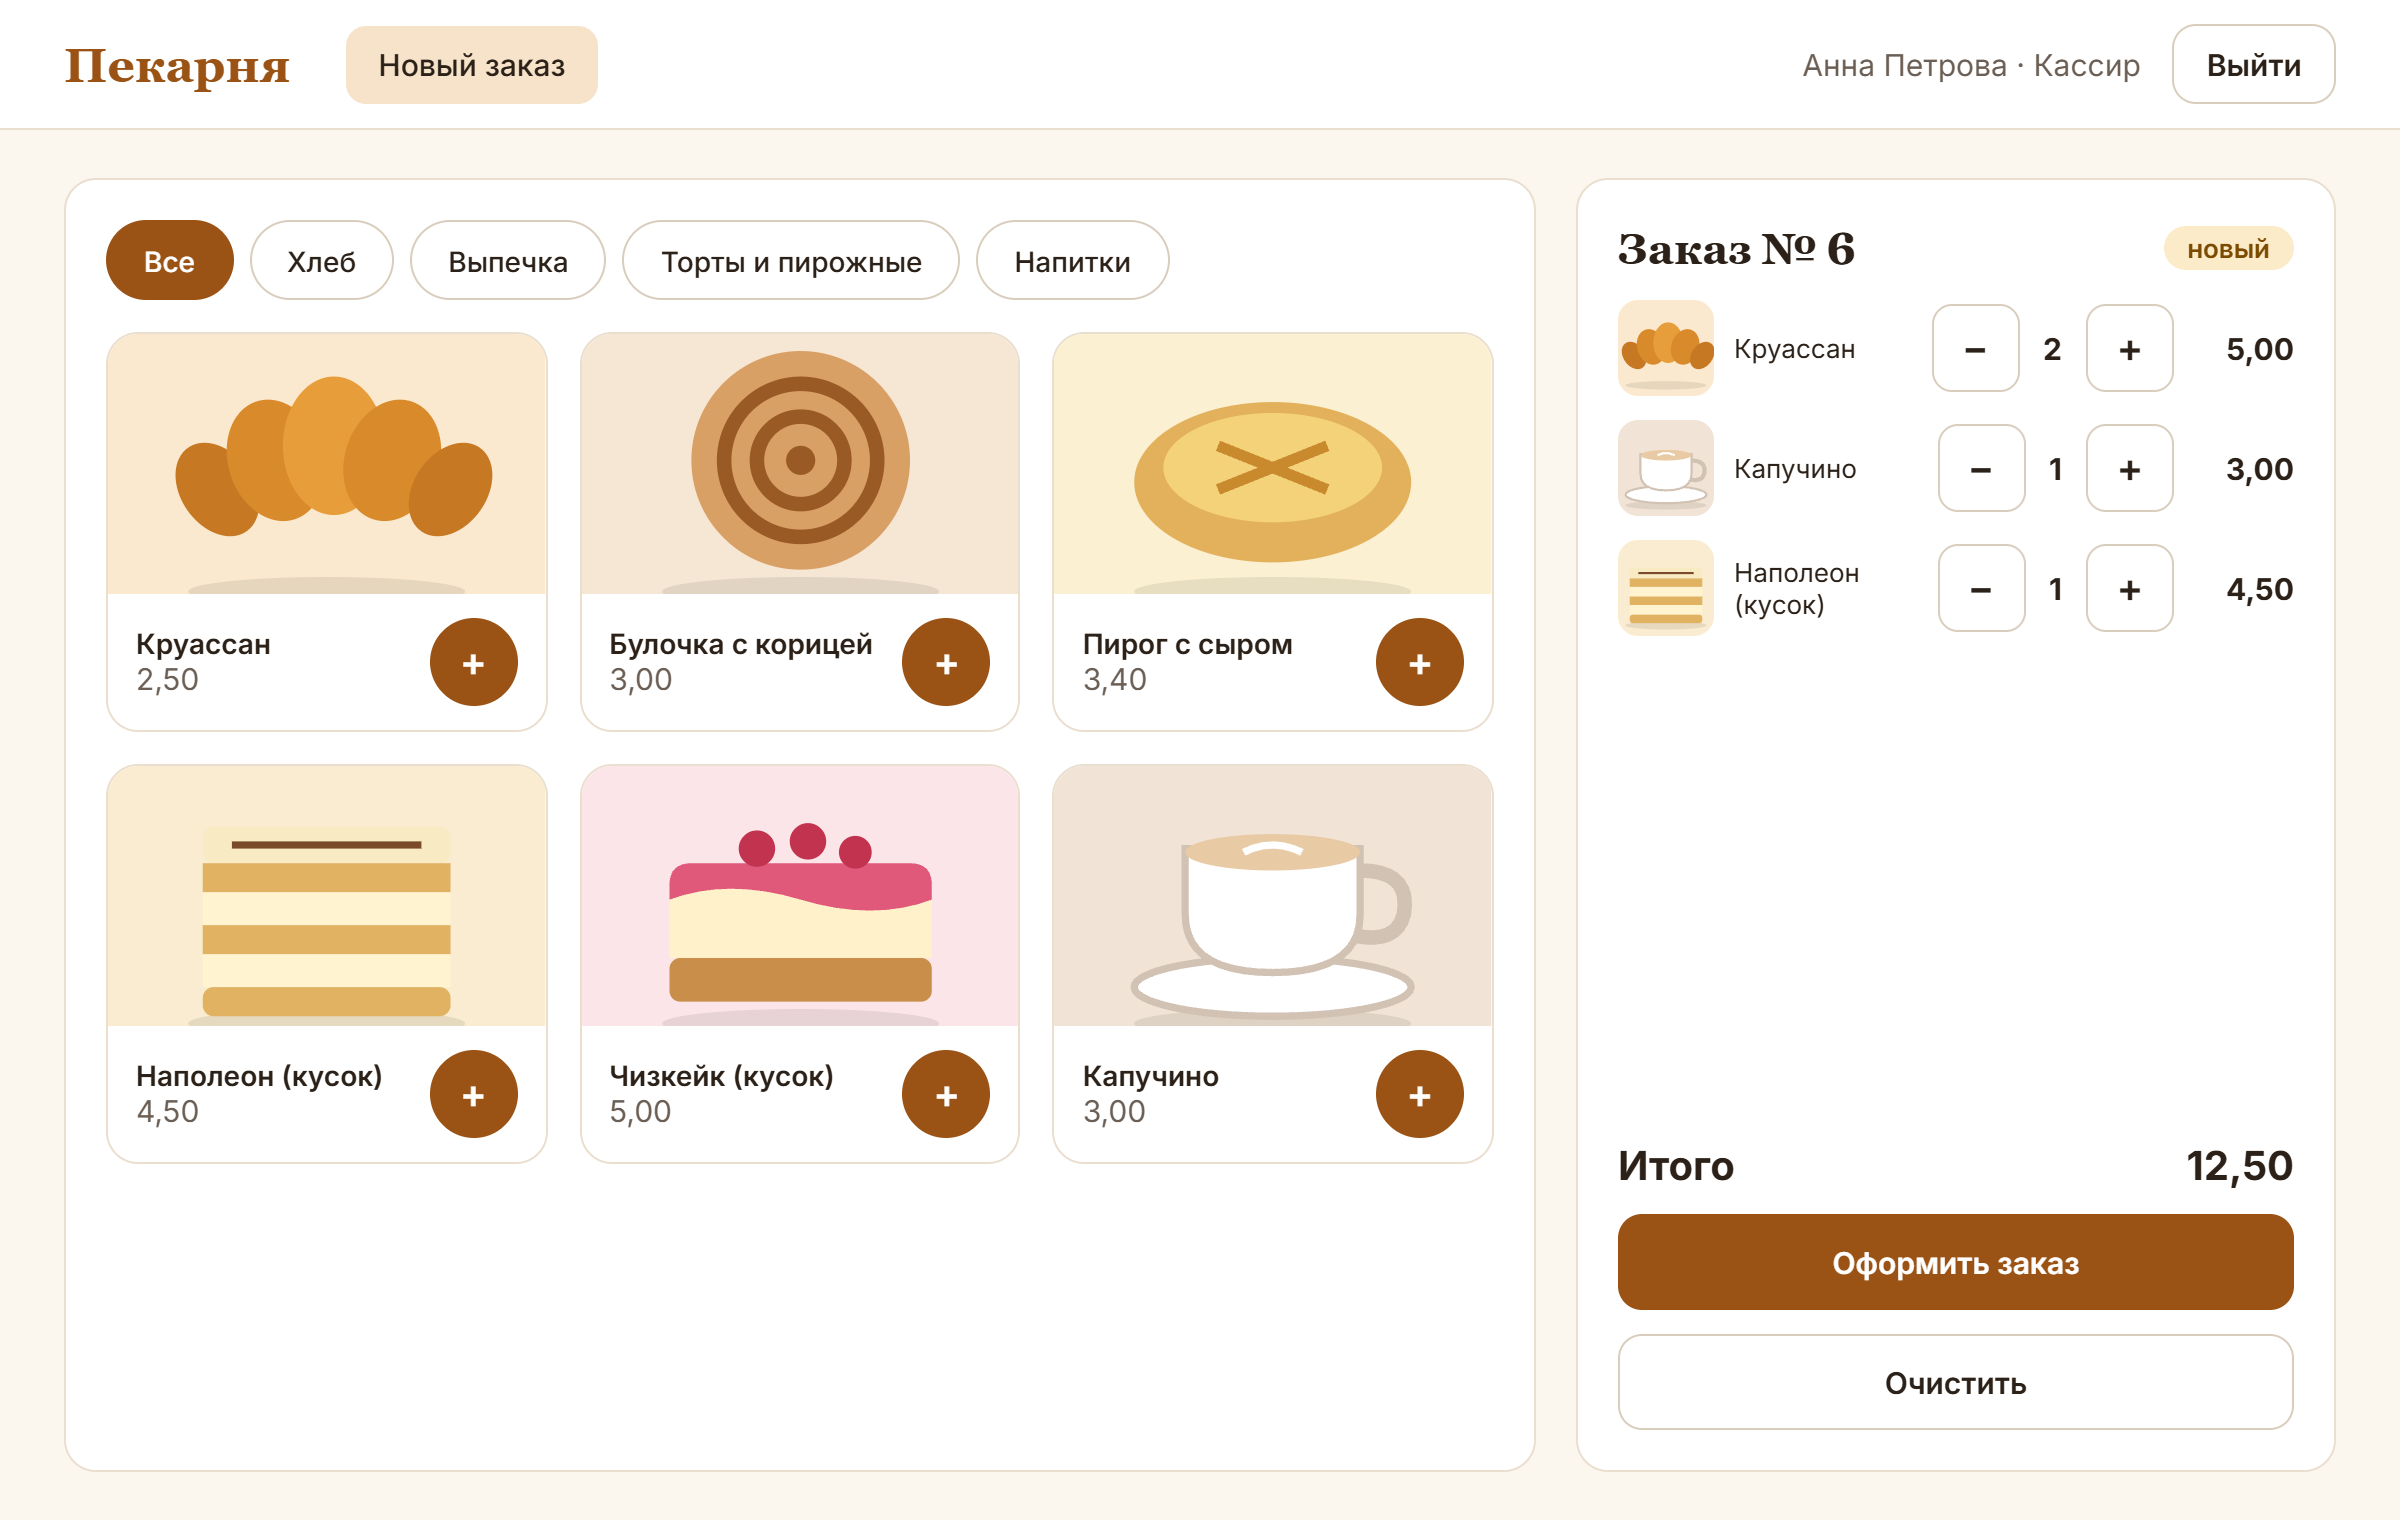 Пекарня
Новый заказ
Анна Петрова · Кассир
Выйти
Все
Хлеб
Выпечка
Торты и пирожные
Напитки
Круассан
2,50
+
Булочка с корицей
3,00
+
Пирог с сыром
3,40
+
Наполеон (кусок)
4,50
+
Чизкейк (кусок)
5,00
+
Капучино
3,00
+
Заказ № 6
новый
Круассан
− 2 +
5,00
Капучино
− 1 +
3,00
Наполеон
(кусок)
− 1 +
4,50
Итого
12,50
Оформить заказ
Очистить